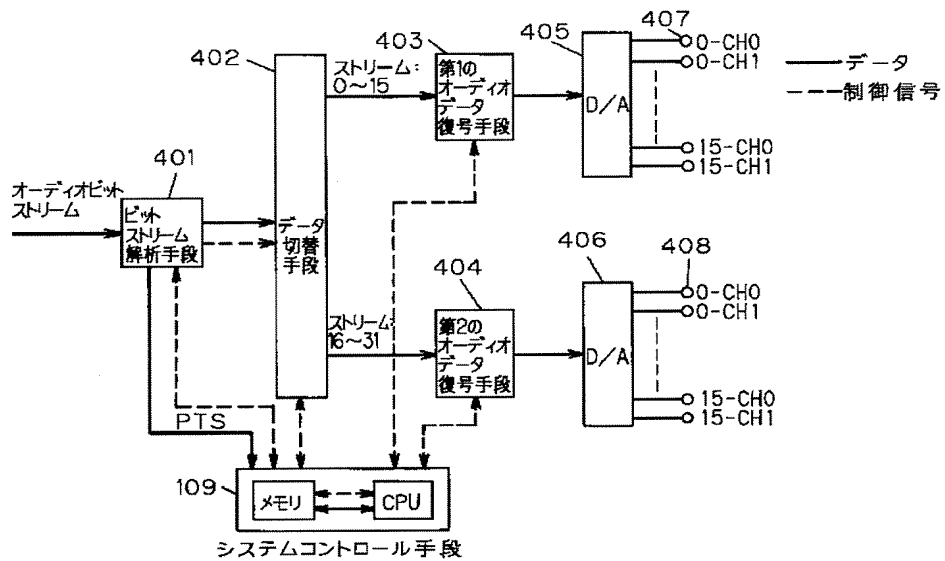 402
403
405
407
ストリーム:
0～15
第1の
オーディオ
データ
復号手段
D/A
0-CH0
0-CH1
15-CH0
15-CH1
データ
制御信号
401
オーディオビット
ストリーム
ビット
ストリーム
解析手段
データ
切替
手段
404
406
408
ストリーム:
16～31
第2の
オーディオ
データ
復号手段
D/A
0-CH0
0-CH1
15-CH0
15-CH1
PTS
109
メモリ
CPU
システムコントロール手段